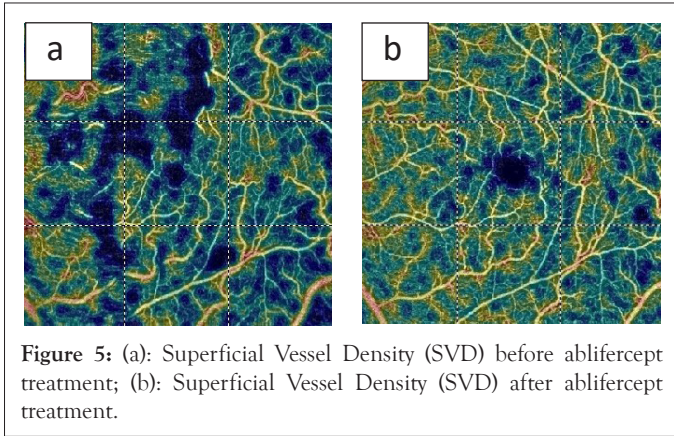 a
b
Figure 5: (a): Superficial Vessel Density (SVD) before ablifercept
treatment; (b): Superficial Vessel Density (SVD) after ablifercept
treatment.